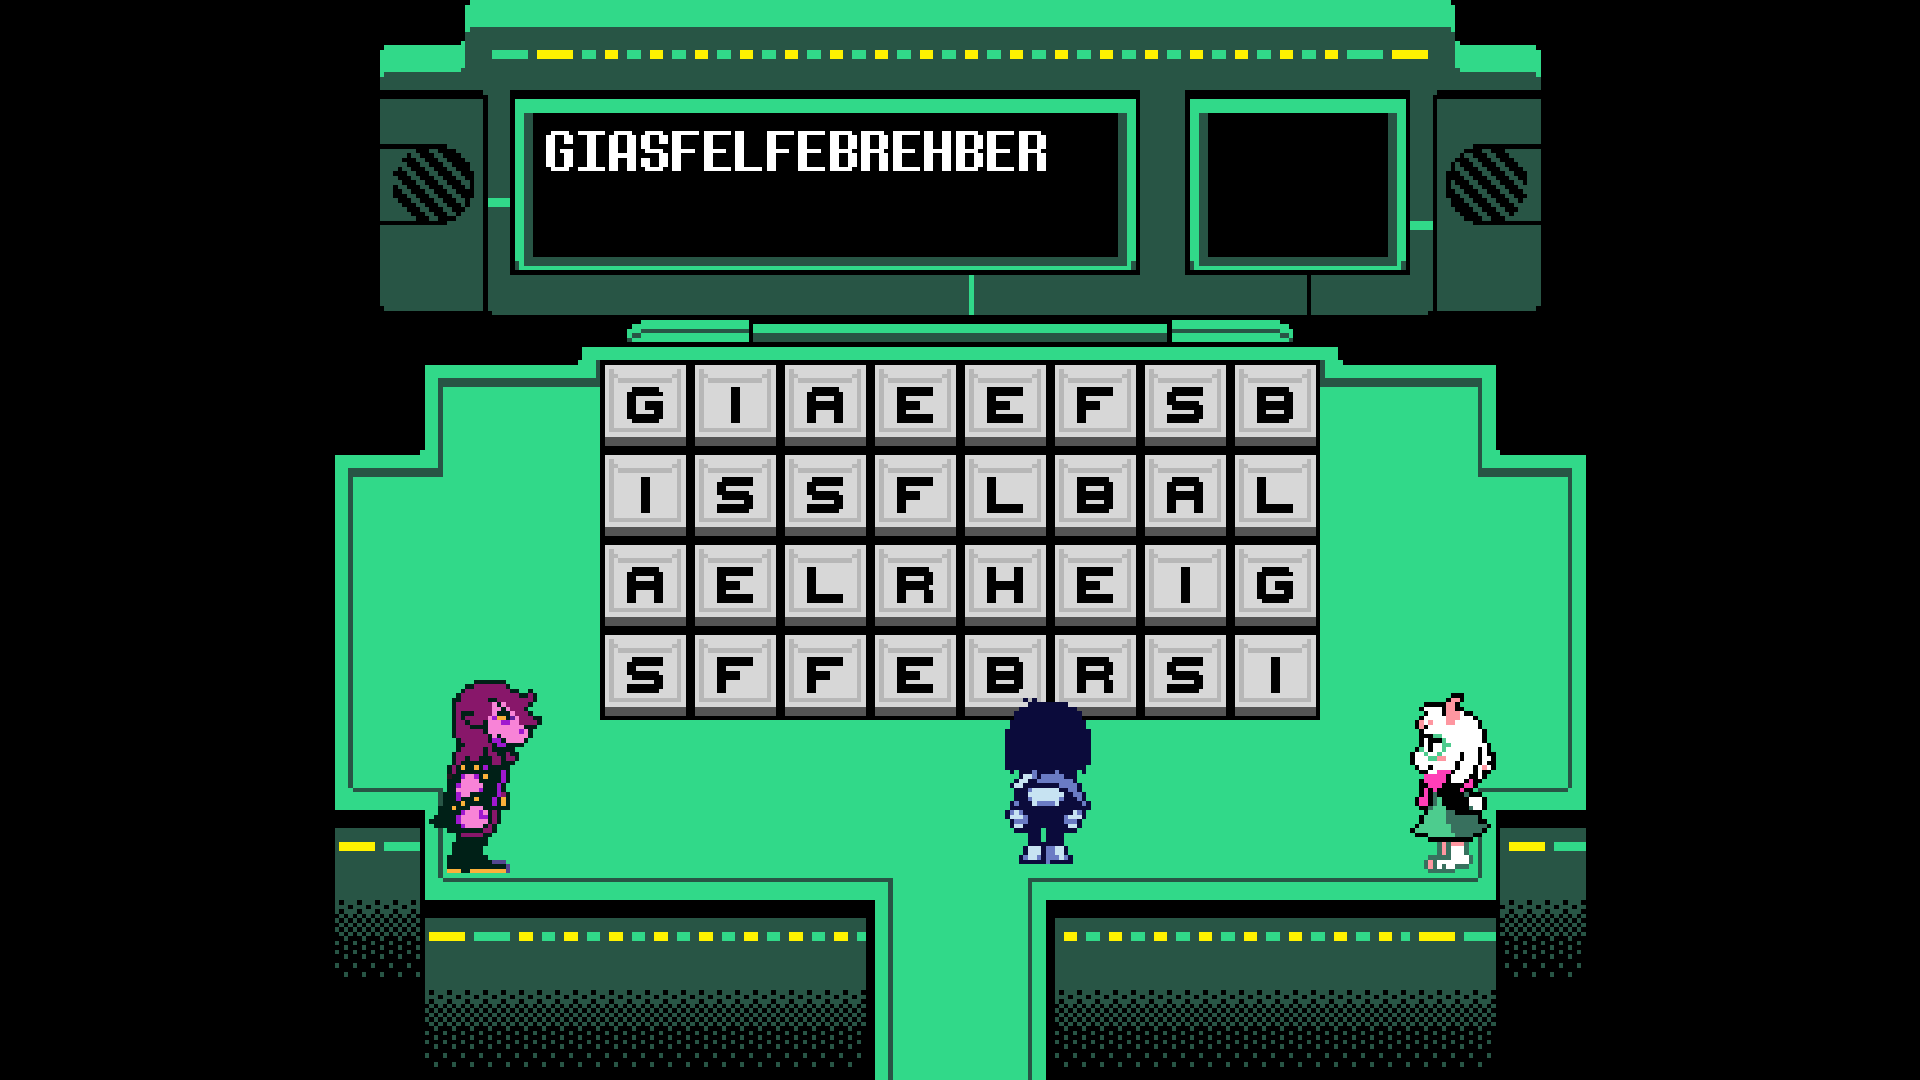 GIASFELFEBREHBER
G I A E E F S B
I S S F L B A L
A E L R H E I G
S F F E B R S I